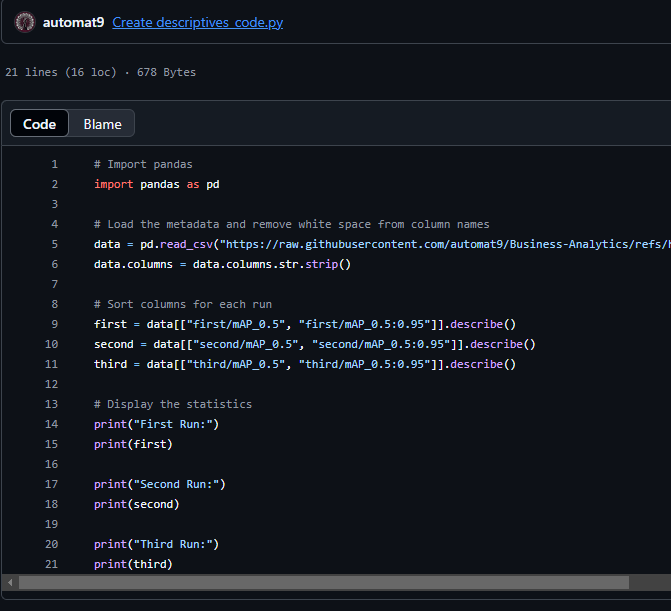 automat9 Create descriptives_code.py
21 lines (16 loc) · 678 Bytes
Code Blame
1 # Import pandas
2 import pandas as pd
3
4 # Load the metadata and remove white space from column names
5 data = pd.read_csv("https://raw.githubusercontent.com/automat9/Business-Analytics/refs/
6 data.columns = data.columns.str.strip()
7
8 # Sort columns for each run
9 first = data[["first/mAP_0.5", "first/mAP_0.5:0.95"]].describe()
10 second = data[["second/mAP_0.5", "second/mAP_0.5:0.95"]].describe()
11 third = data[["third/mAP_0.5", "third/mAP_0.5:0.95"]].describe()
12
13 # Display the statistics
14 print("First Run:")
15 print(first)
16
17 print("Second Run:")
18 print(second)
19
20 print("Third Run:")
21 print(third)